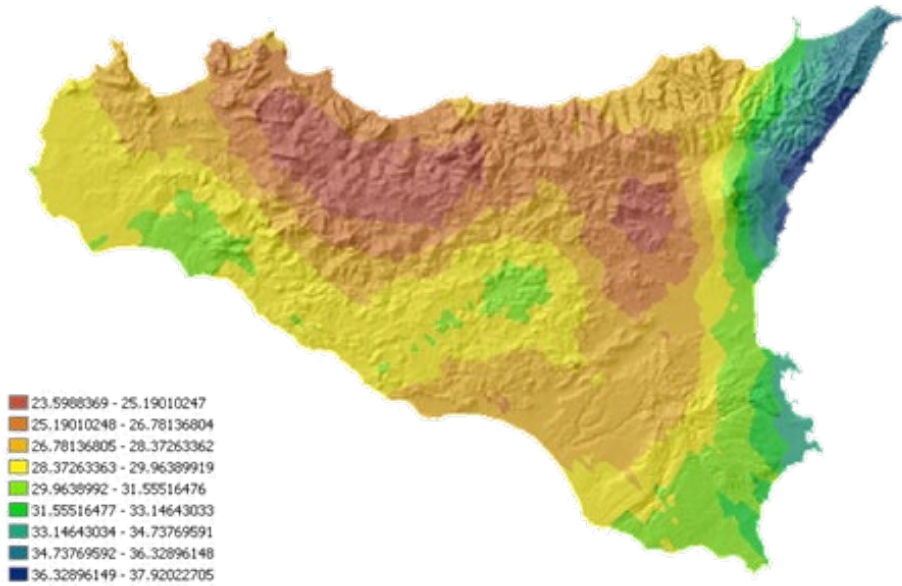 23.5988369 - 25.19010247
25.19010248 - 26.78136804
26.78136805 - 28.37263362
28.37263363 - 29.96389919
29.9638992 - 31.55516476
31.55516477 - 33.14643033
33.14643034 - 34.73769591
34.73769592 - 36.32896148
36.32896149 - 37.92022705